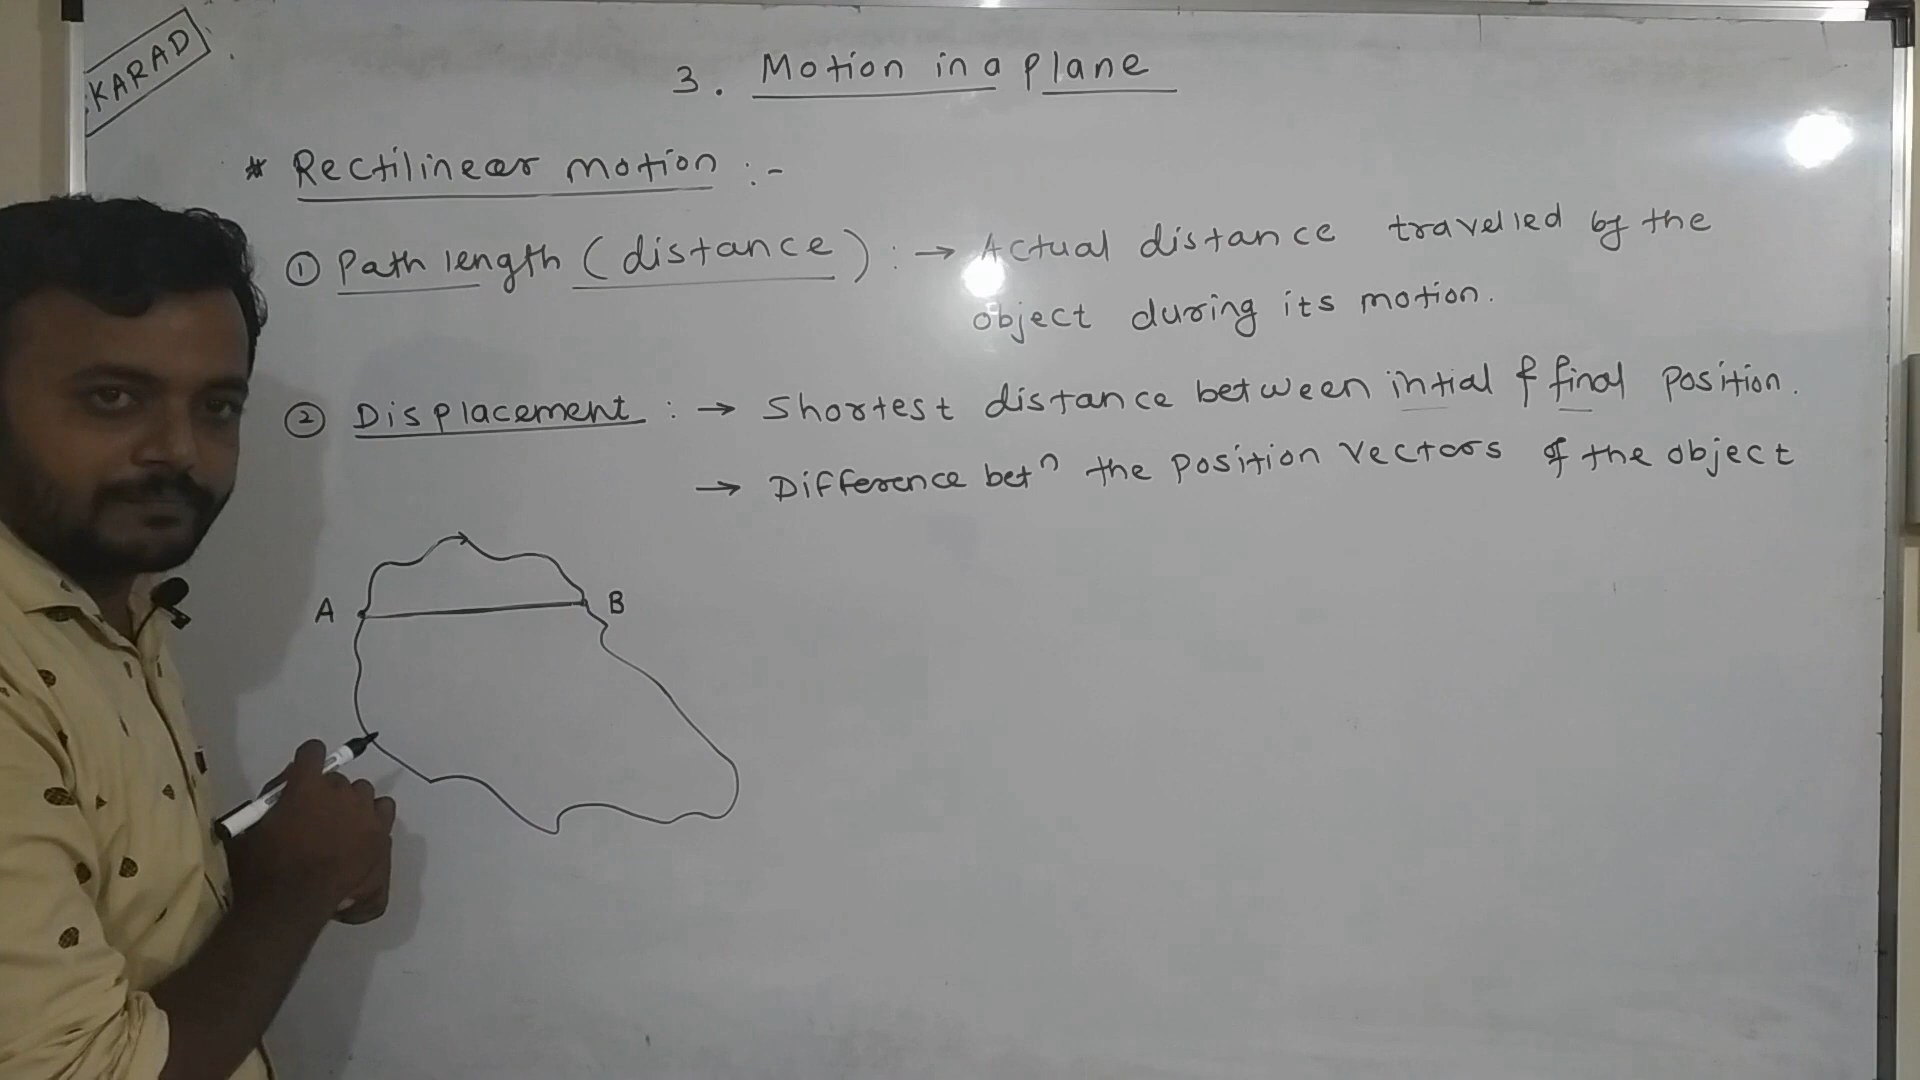 KARAD
3. Motion in a plane
* Rectilinear motion :-
① Path length (distance) : → Actual distance travelled by the
object during its motion.
② Displacement : → Shortest distance between intial & final position.
→ Difference betⁿ the position vectors of the object
A B